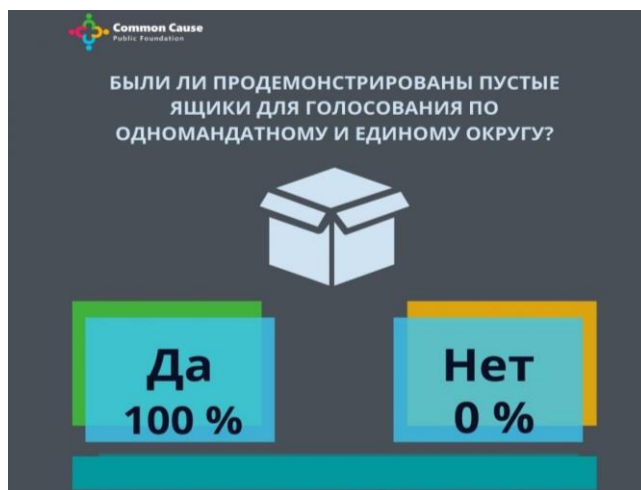 Common Cause
Public Foundation
БЫЛИ ЛИ ПРОДЕМОНСТРИРОВАНЫ ПУСТЫЕ
ЯЩИКИ ДЛЯ ГОЛОСОВАНИЯ ПО
ОДНОМАНДАТНОМУ И ЕДИНОМУ ОКРУГУ?
Да
100 %
Нет
0 %